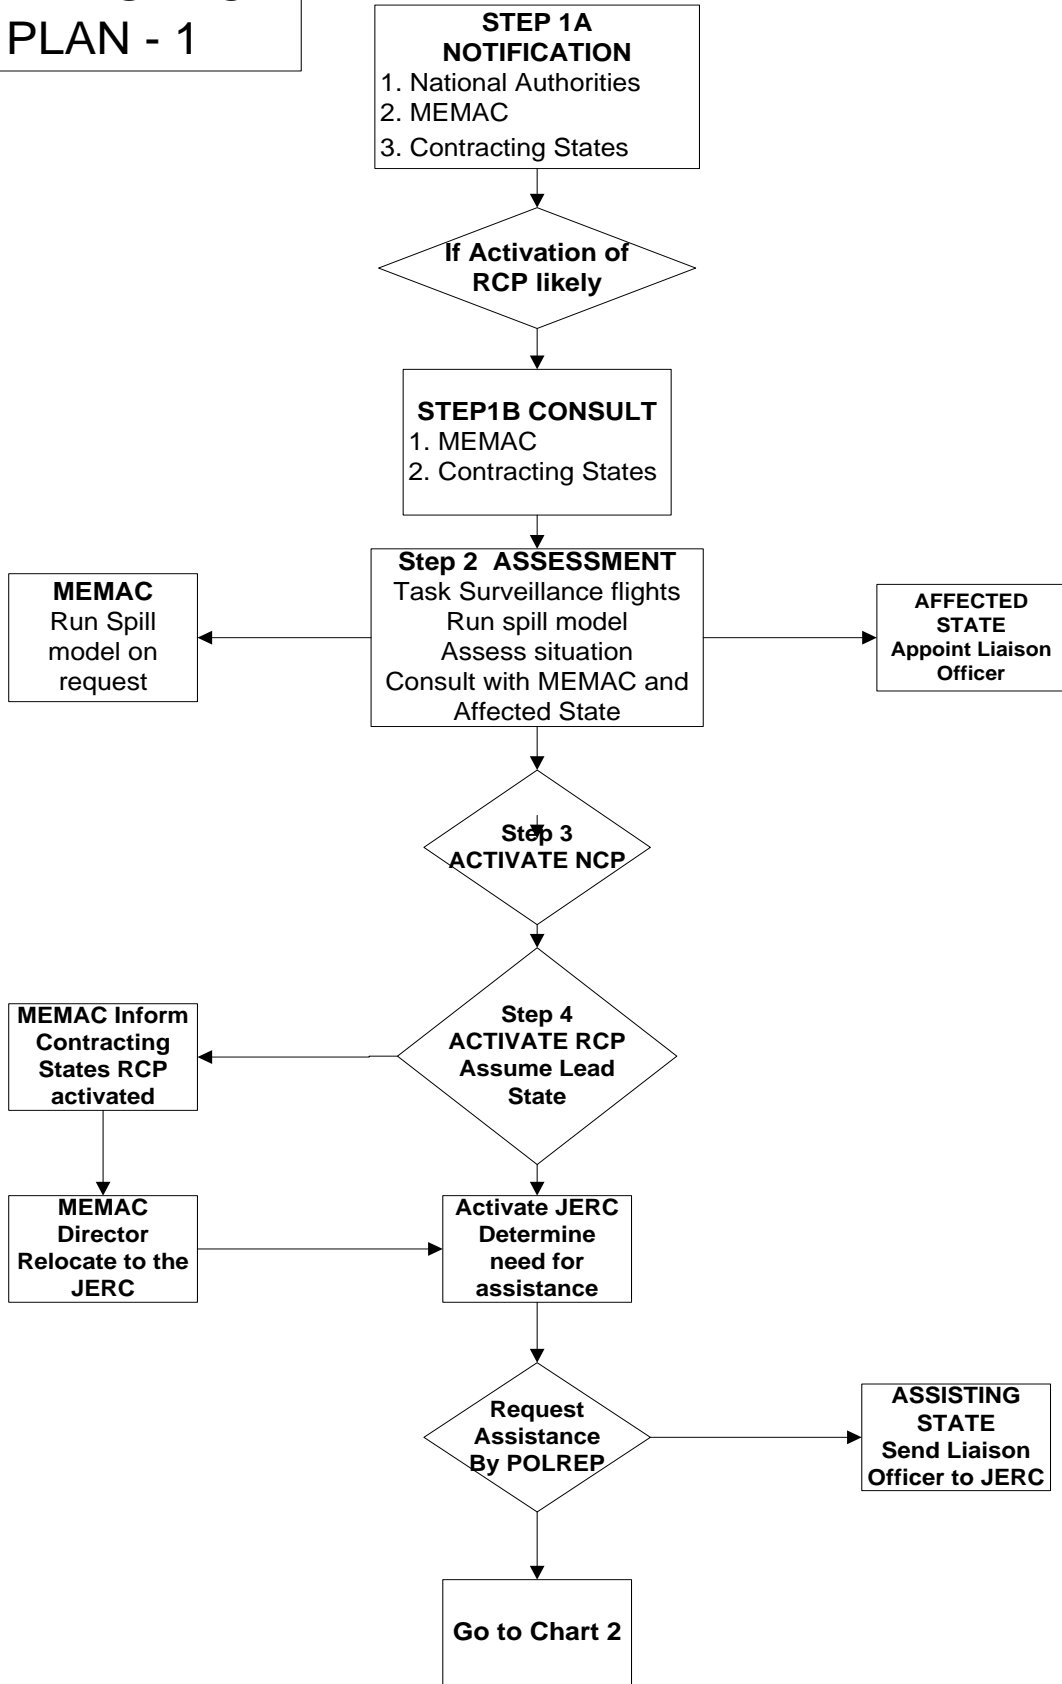 PLAN - 1
STEP 1A
NOTIFICATION
1. National Authorities
2. MEMAC
3. Contracting States
If Activation of
RCP likely
STEP1B CONSULT
1. MEMAC
2. Contracting States
Step 2 ASSESSMENT
Task Surveillance flights
Run spill model
Assess situation
Consult with MEMAC and
Affected State
MEMAC
Run Spill
model on
request
AFFECTED
STATE
Appoint Liaison
Officer
Step 3
ACTIVATE NCP
Step 4
ACTIVATE RCP
Assume Lead
State
MEMAC Inform
Contracting
States RCP
activated
MEMAC
Director
Relocate to the
JERC
Activate JERC
Determine
need for
assistance
Request
Assistance
By POLREP
ASSISTING
STATE
Send Liaison
Officer to JERC
Go to Chart 2